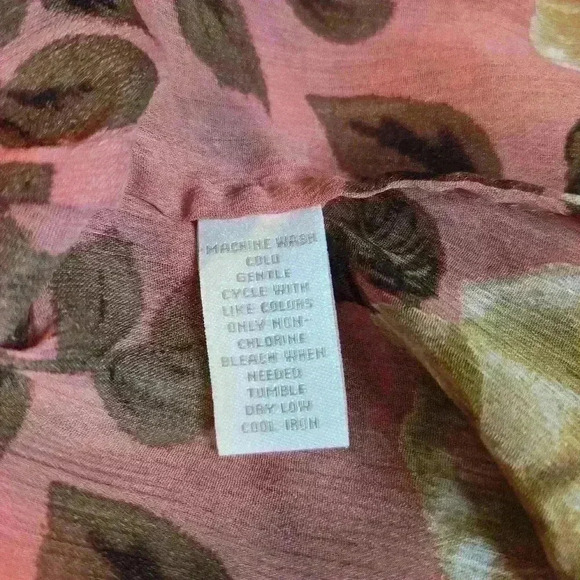 MACHINE WASH
COLD
GENTLE
CYCLE WITH
LIKE COLORS
ONLY NON-
CHLORINE
BLEACH WHEN
NEEDED
TUMBLE
DRY LOW
COOL IRON